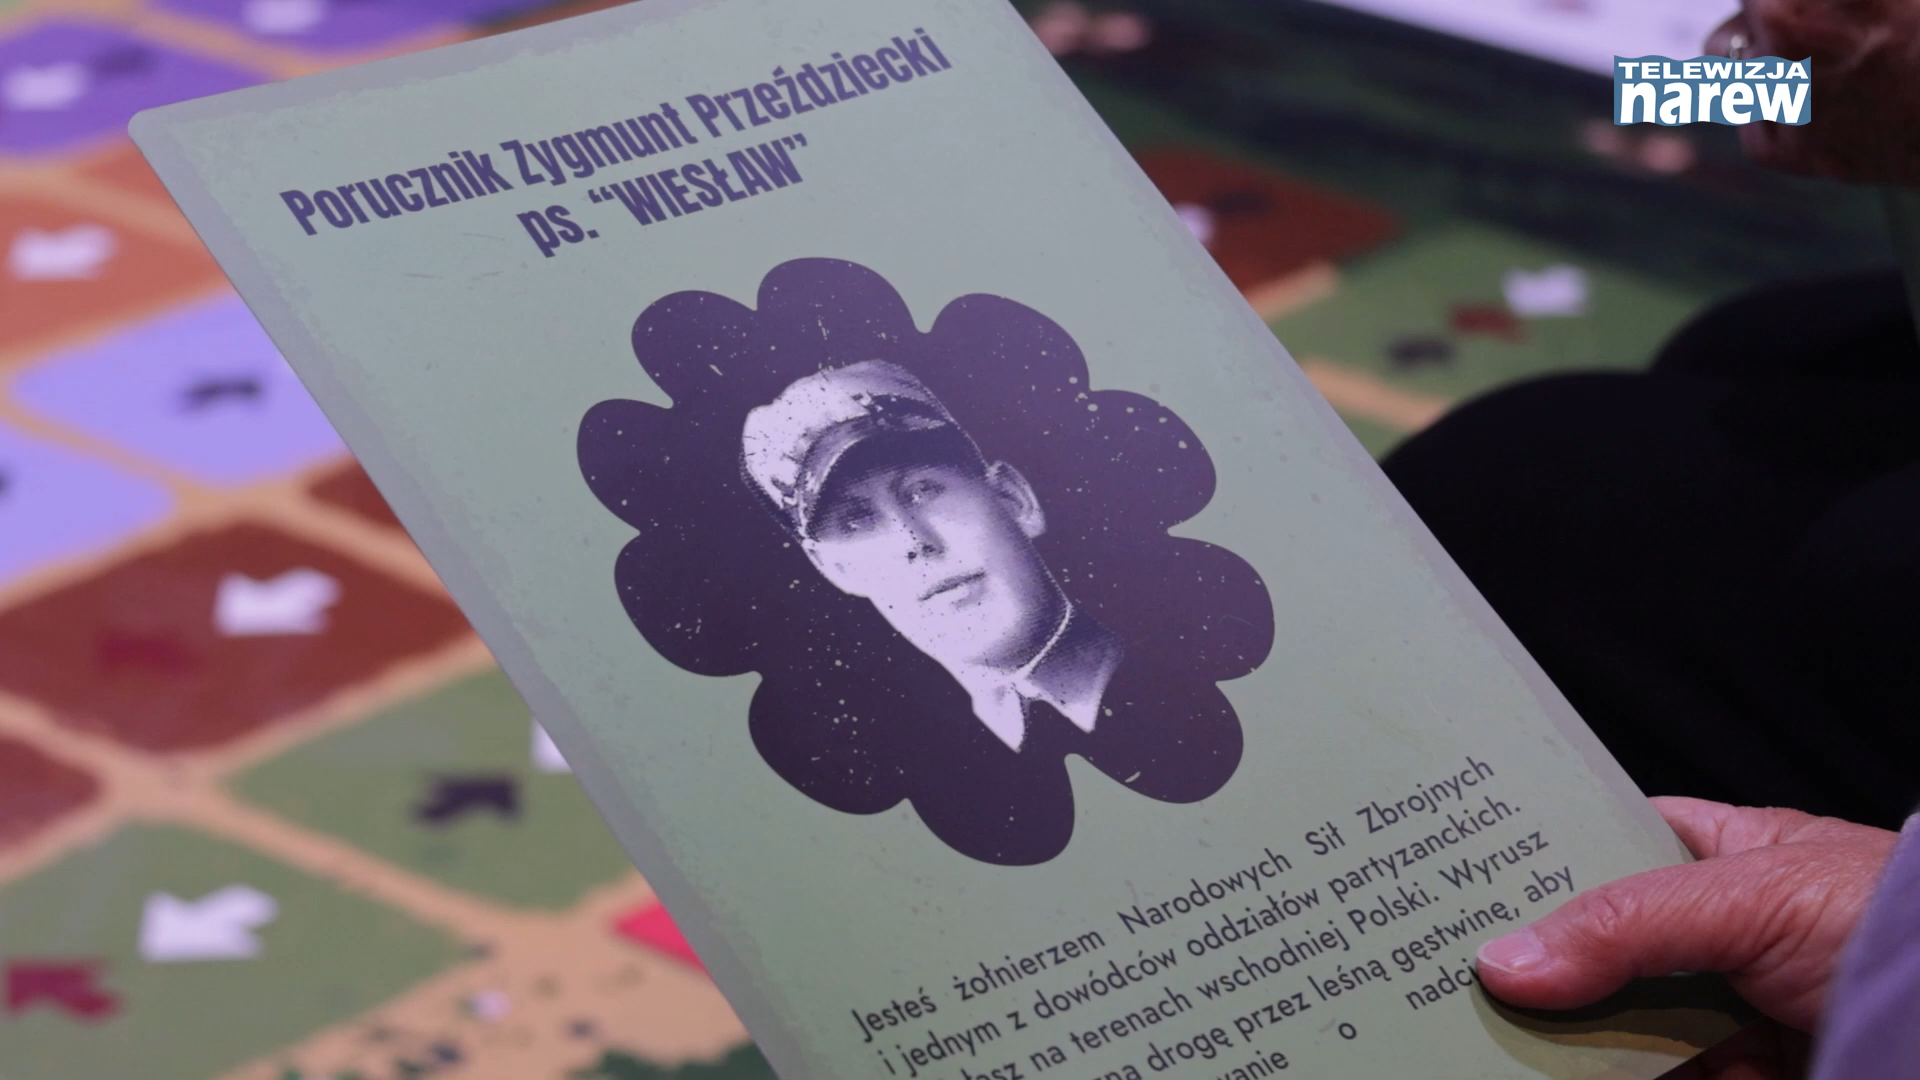 TELEWIZJA
narew
Porucznik Zygmunt Przeździecki
ps. “WIESŁAW”
Jesteś żołnierzem Narodowych Sił Zbrojnych
i jednym z dowódców oddziałów partyzanckich.
na terenach wschodniej Polski. Wyrusz
drogę przez leśną gęstwinę, aby
o